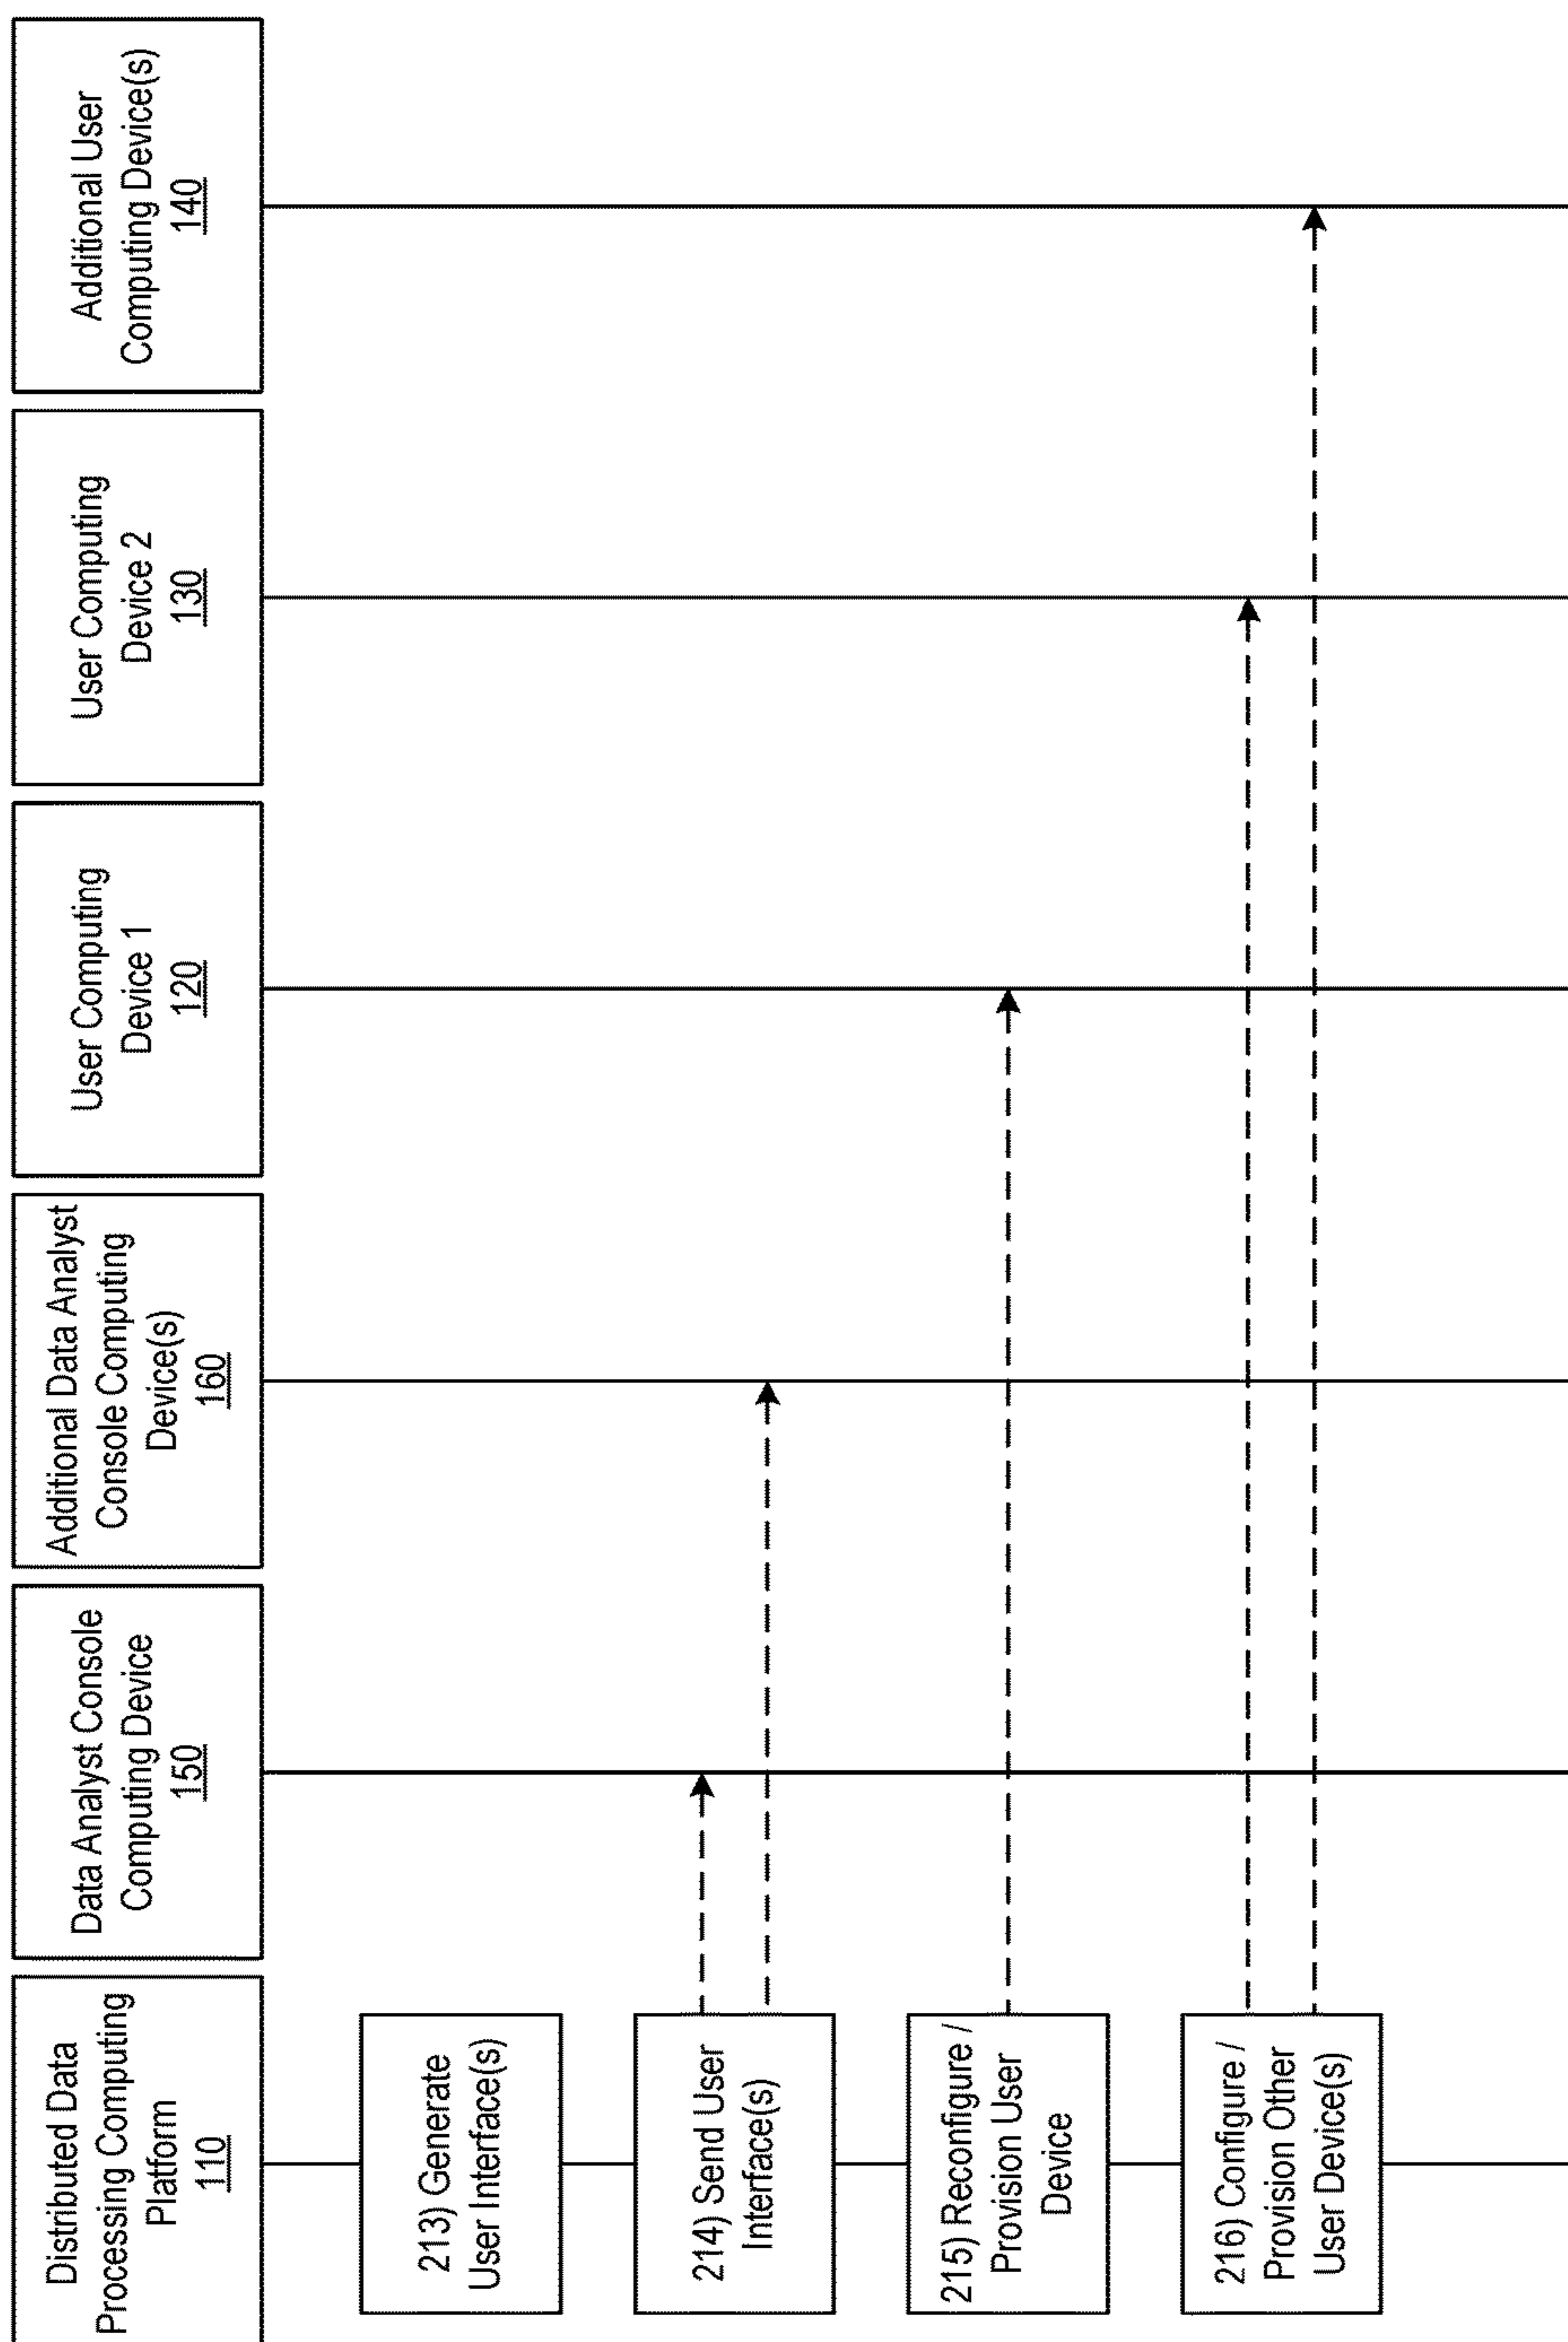 Distributed Data
Processing Computing
Platform
110
Data Analyst Console
Computing Device
150
Additional Data Analyst
Console Computing
Device(s)
160
User Computing
Device 1
120
User Computing
Device 2
130
Additional User
Computing Device(s)
140
213) Generate
User Interface(s)
214) Send User
Interface(s)
215) Reconfigure /
Provision User
Device
216) Configure /
Provision Other
User Device(s)